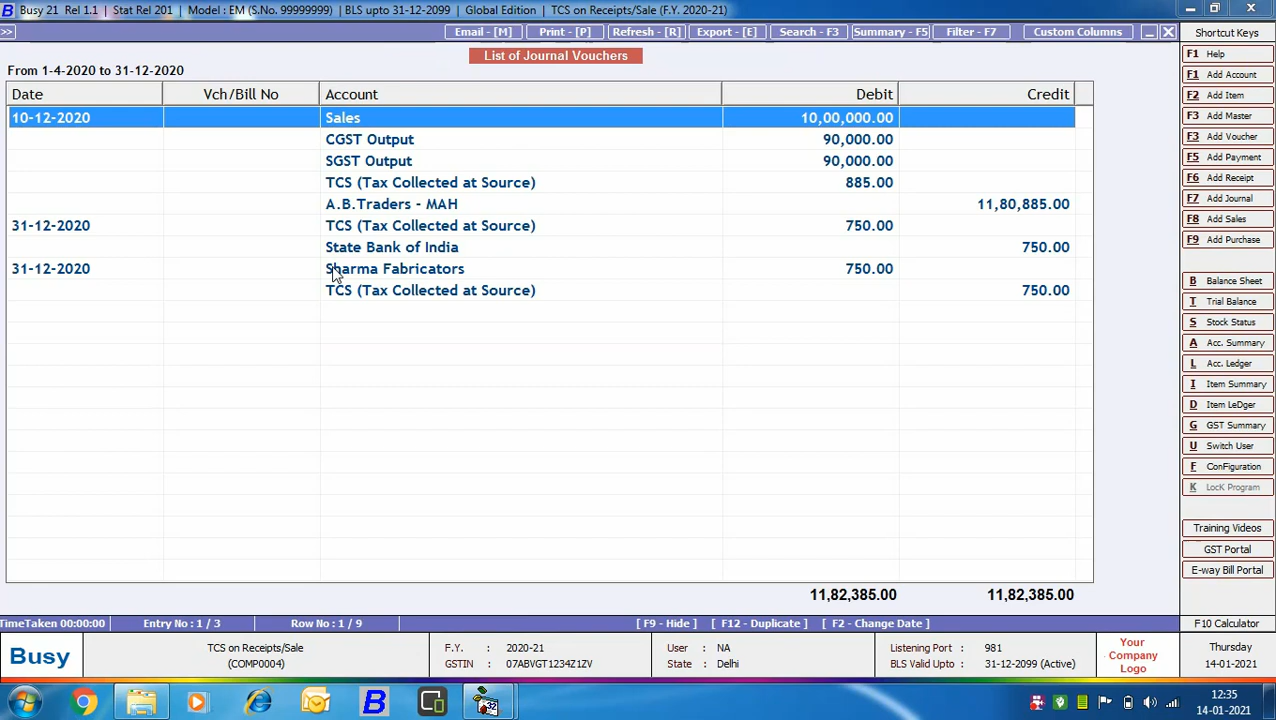 Busy 21 Rel 1.1 | Stat Rel 201 | Model : EM (S.No. 99999999) | BLS upto 31-12-2099 | Global Edition | TCS on Receipts/Sale (F.Y. 2020-21)
>> Email - [M] Print - [P] Refresh - [R] Export - [E] Search - F3 Summary - F5 Filter - F7 Custom Columns
List of Journal Vouchers
From 1-4-2020 to 31-12-2020
Date Vch/Bill No Account Debit Credit
10-12-2020 Sales 10,00,000.00
CGST Output 90,000.00
SGST Output 90,000.00
TCS (Tax Collected at Source) 885.00
A.B.Traders - MAH 11,80,885.00
31-12-2020 TCS (Tax Collected at Source) 750.00
State Bank of India 750.00
31-12-2020 Sharma Fabricators 750.00
TCS (Tax Collected at Source) 750.00
11,82,385.00 11,82,385.00
TimeTaken 00:00:00 Entry No : 1 / 3 Row No : 1 / 9 [ F9 - Hide ] [ F12 - Duplicate ] [ F2 - Change Date ]
Busy
TCS on Receipts/Sale
(COMP0004)
F.Y. : 2020-21
GSTIN : 07ABVGT1234Z1ZV
User : NA
State : Delhi
Listening Port : 981
BLS Valid Upto : 31-12-2099 (Active)
Your
Company
Logo
Shortcut Keys
F1 Help
F1 Add Account
F2 Add Item
F3 Add Master
F3 Add Voucher
F5 Add Payment
F6 Add Receipt
F7 Add Journal
F8 Add Sales
F9 Add Purchase
B Balance Sheet
T Trial Balance
S Stock Status
A Acc. Summary
L Acc. Ledger
I Item Summary
D Item LeDger
G GST Summary
U Switch User
F ConFiguration
K LocK Program
Training Videos
GST Portal
E-way Bill Portal
F10 Calculator
Thursday
14-01-2021
12:35
14-01-2021